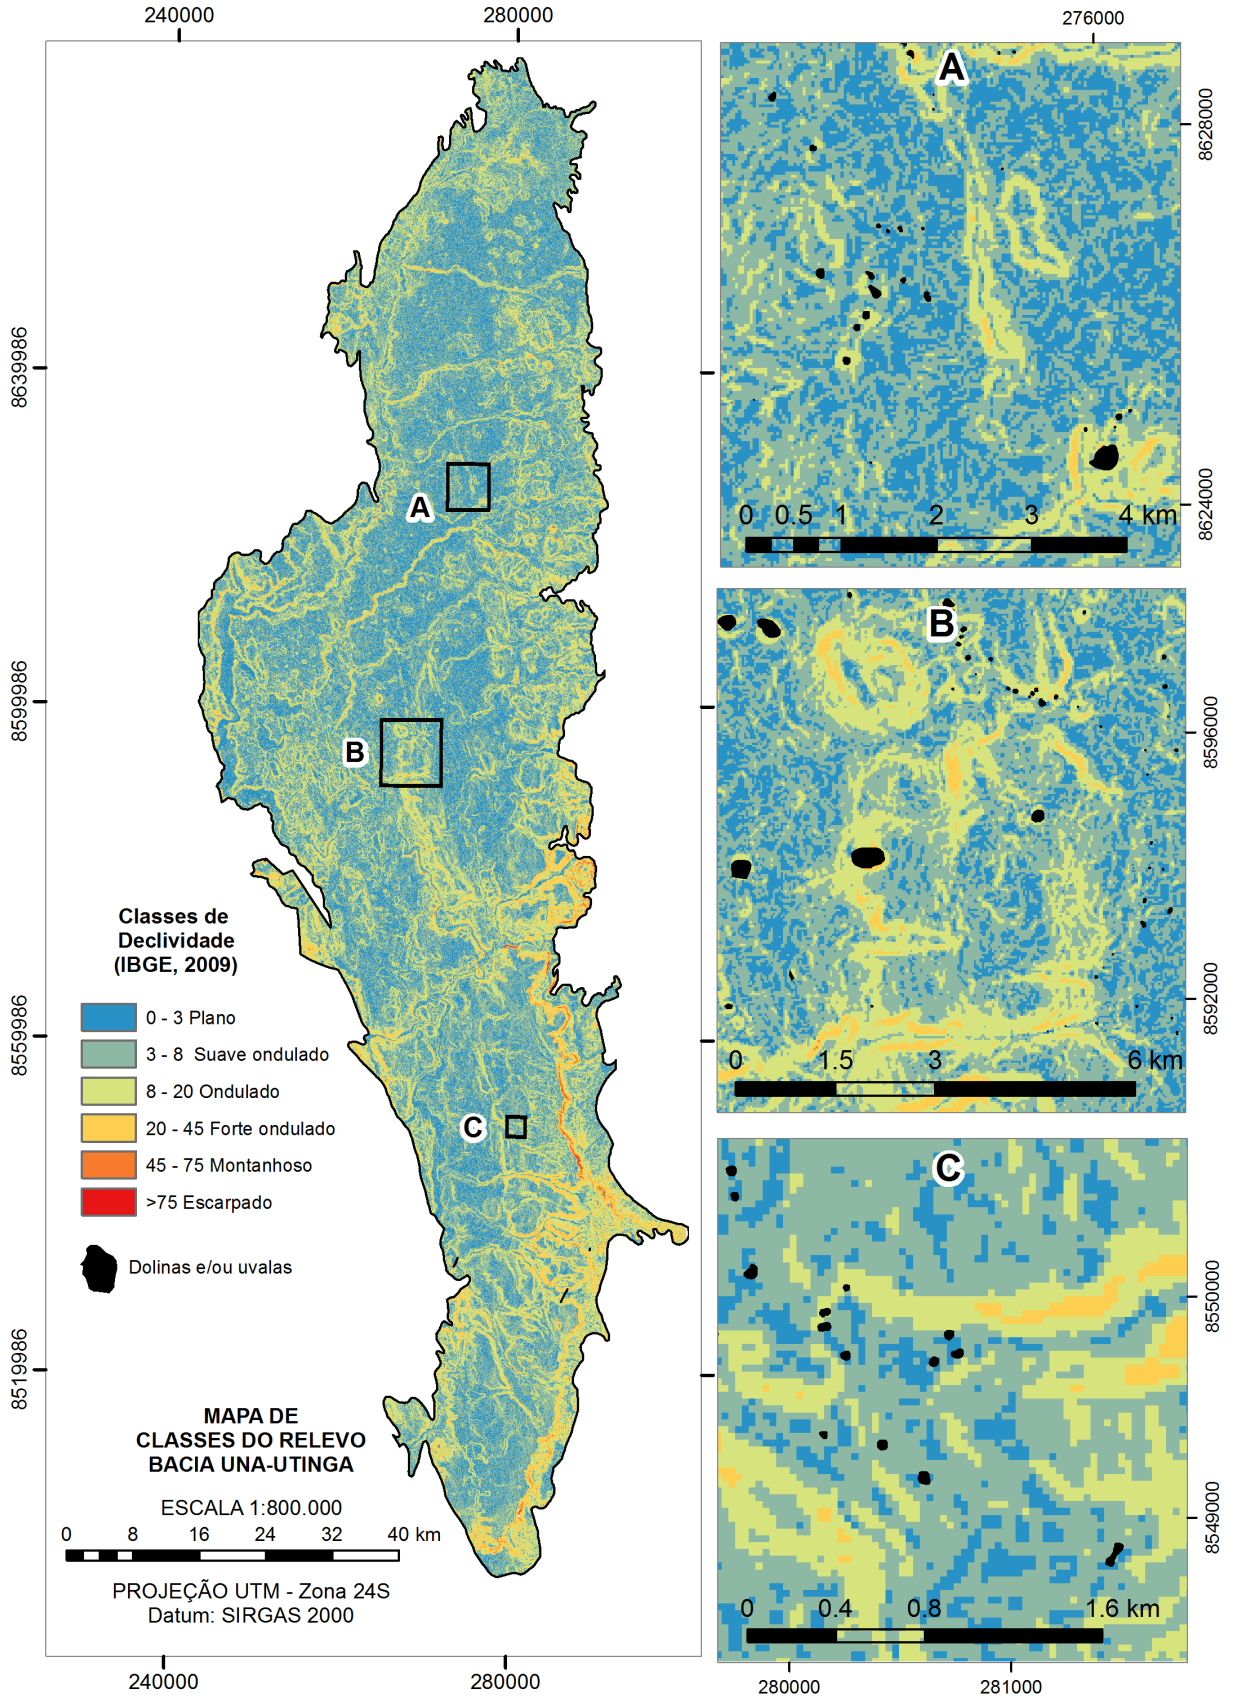 240000
280000
8639986
8599986
8559986
8519986
A
B
C
Classes de
Declividade
(IBGE, 2009)
0 - 3 Plano
3 - 8 Suave ondulado
8 - 20 Ondulado
20 - 45 Forte ondulado
45 - 75 Montanhoso
>75 Escarpado
Dolinas e/ou uvalas
MAPA DE
CLASSES DO RELEVO
BACIA UNA-UTINGA
ESCALA 1:800.000
0 8 16 24 32 40 km
PROJEÇÃO UTM - Zona 24S
Datum: SIRGAS 2000
240000
280000
276000
A
8628000
8624000
0 0.5 1 2 3 4 km
B
8596000
8592000
0 1.5 3 6 km
C
8550000
8549000
0 0.4 0.8 1.6 km
280000
281000